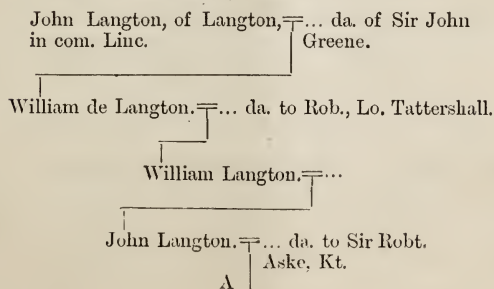 John Langton, of Langton,=... da. of Sir John
in com. Linc. Greene.
William de Langton.=... da. to Rob., Lo. Tattershall.
William Langton.=...
John Langton.=... da. to Sir Robt.
Aske, Kt.
A